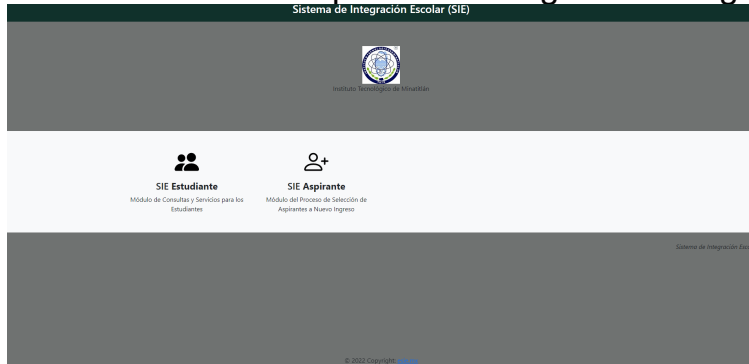 Sistema de Integración Escolar (SIE)
Instituto Tecnológico de Minatitlán
SIE Estudiante
Módulo de Consultas y Servicios para los
Estudiantes
SIE Aspirante
Módulo del Proceso de Selección de
Aspirantes a Nuevo Ingreso
Sistema de Integración Esc
© 2023 Copyright: